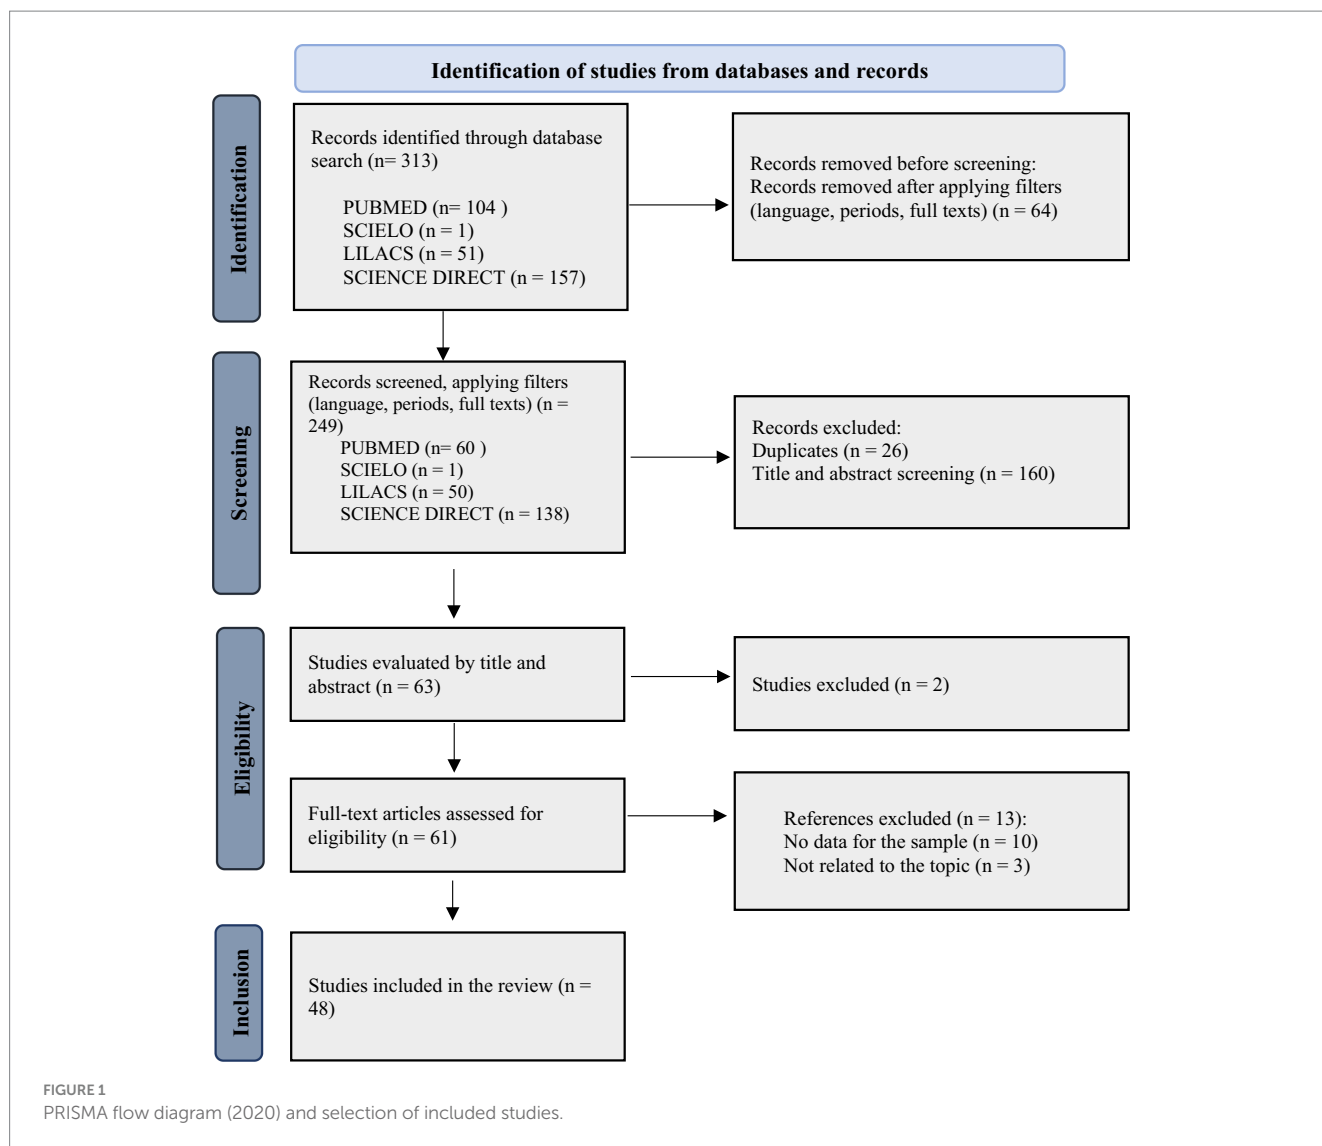 Identification of studies from databases and records
Identification
Records identified through database
search (n= 313)
PUBMED (n= 104 )
SCIELO (n = 1)
LILACS (n = 51)
SCIENCE DIRECT (n = 157)
Records removed before screening:
Records removed after applying filters
(language, periods, full texts) (n = 64)
Screening
Records screened, applying filters
(language, periods, full texts) (n =
249)
PUBMED (n= 60 )
SCIELO (n = 1)
LILACS (n = 50)
SCIENCE DIRECT (n = 138)
Records excluded:
Duplicates (n = 26)
Title and abstract screening (n = 160)
Eligibility
Studies evaluated by title and
abstract (n = 63)
Studies excluded (n = 2)
Full-text articles assessed for
eligibility (n = 61)
References excluded (n = 13):
No data for the sample (n = 10)
Not related to the topic (n = 3)
Inclusion
Studies included in the review (n =
48)
FIGURE 1
PRISMA flow diagram (2020) and selection of included studies.